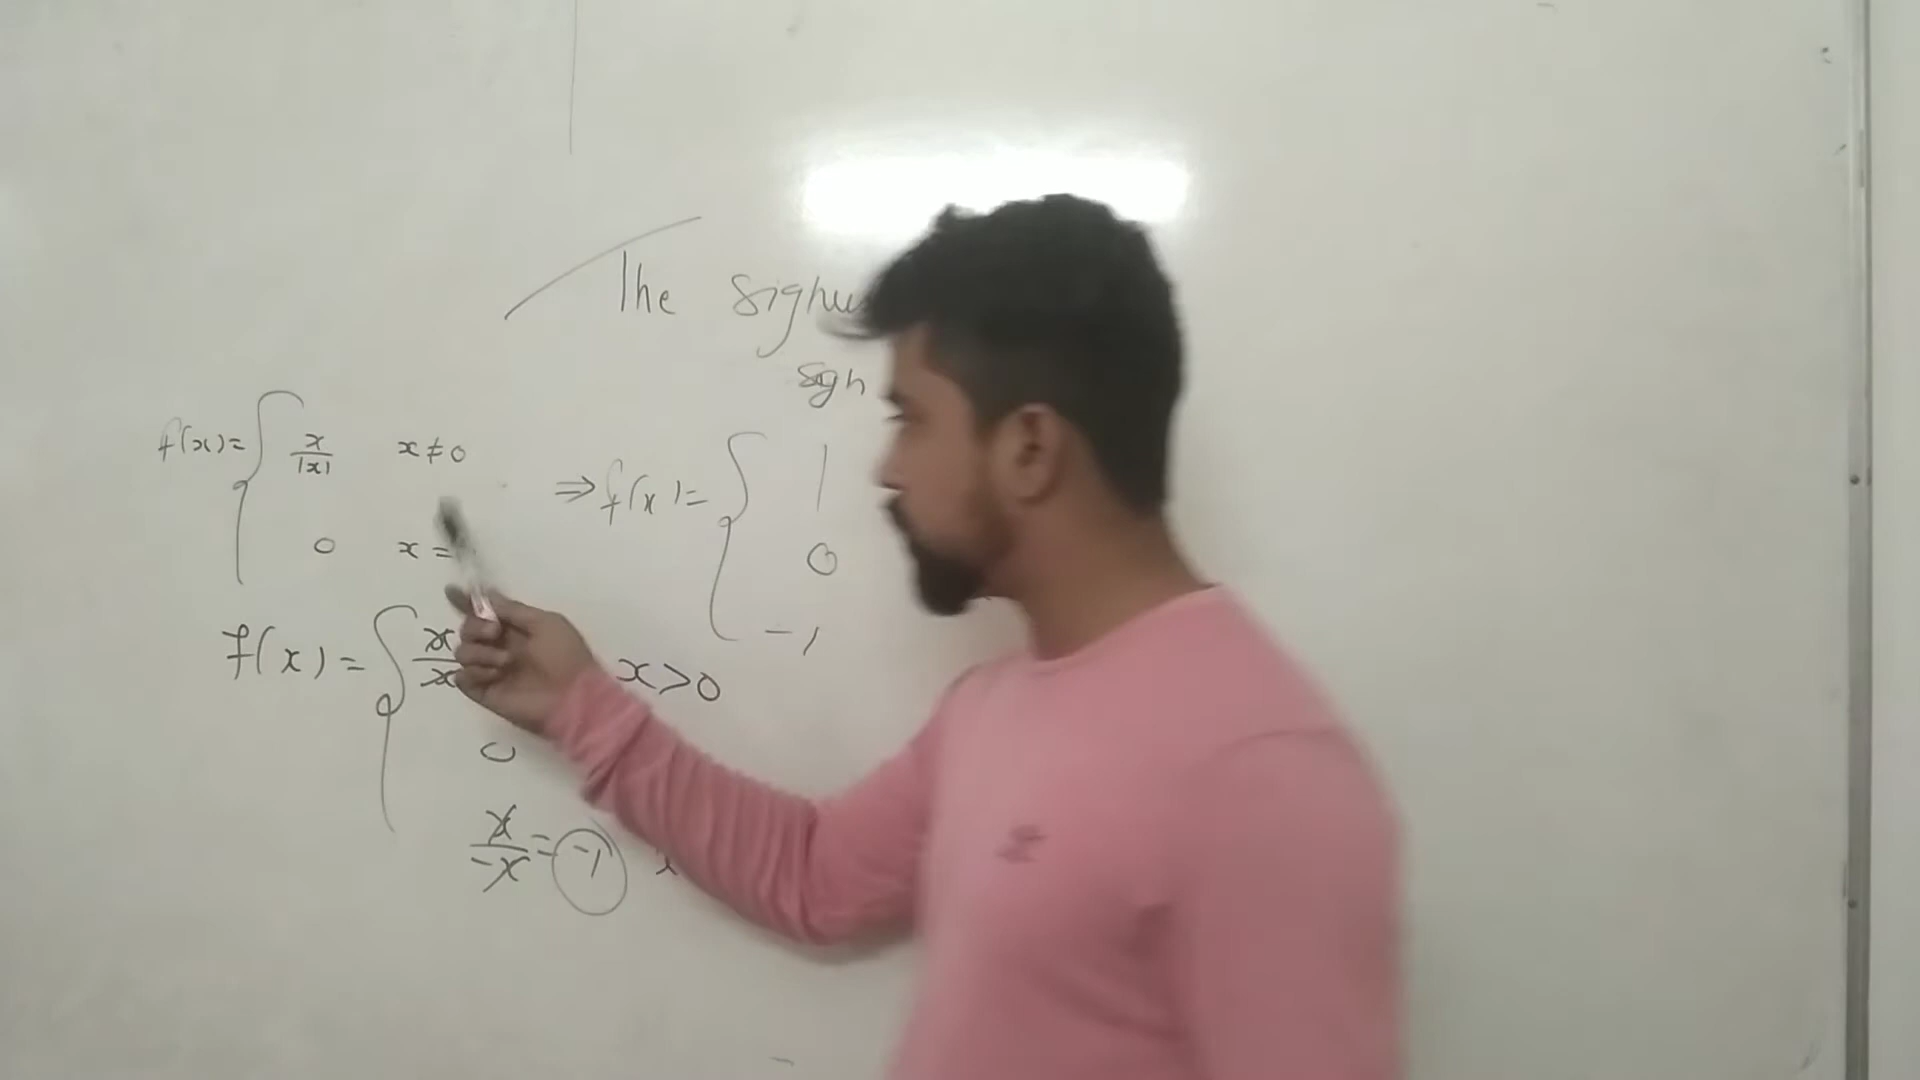 The Signu
Sgn
f(x)= { x/|x| x≠0
0 x=
⇒ f(x)= { 1
0
-1
f(x)= { x/x x>0
0
x/-x = -1